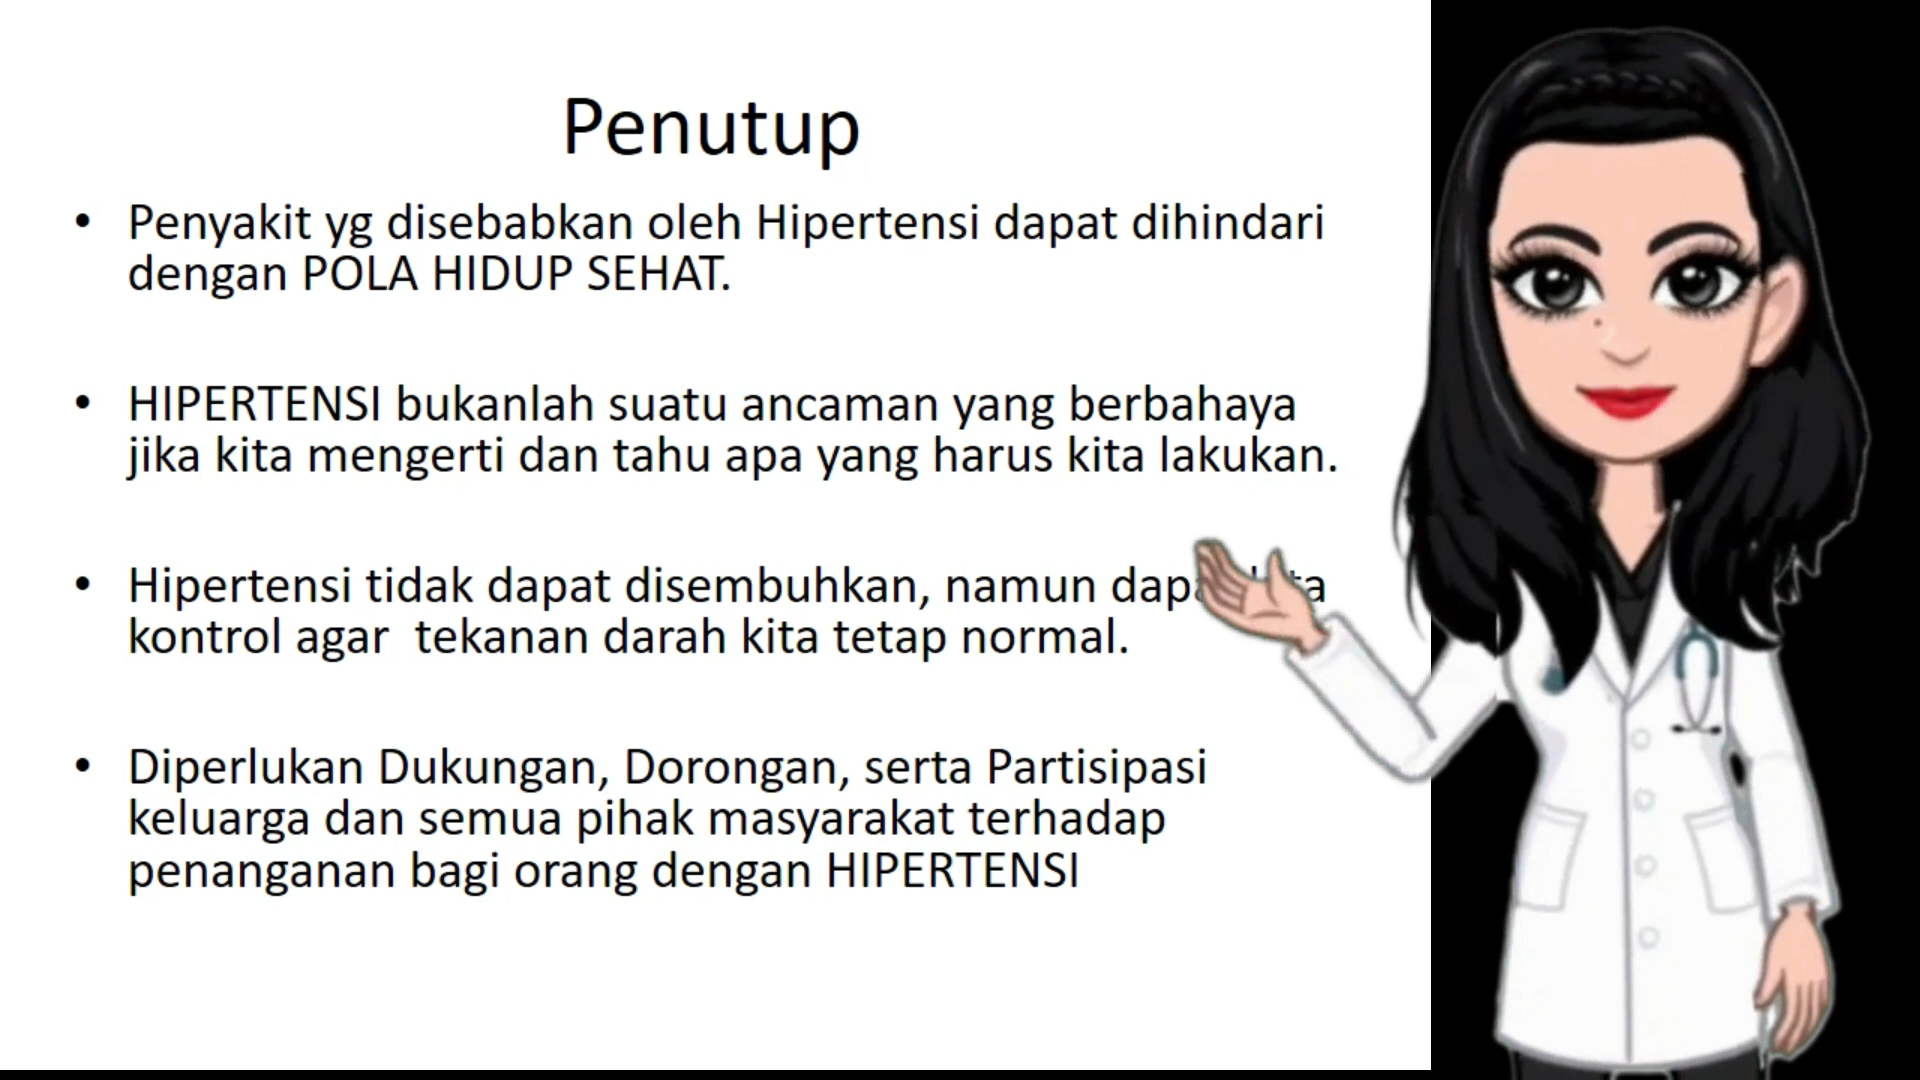 Penutup
• Penyakit yg disebabkan oleh Hipertensi dapat dihindari
dengan POLA HIDUP SEHAT.
• HIPERTENSI bukanlah suatu ancaman yang berbahaya
jika kita mengerti dan tahu apa yang harus kita lakukan.
• Hipertensi tidak dapat disembuhkan, namun
kontrol agar  tekanan darah kita tetap normal.
• Diperlukan Dukungan, Dorongan, serta Partisipasi
keluarga dan semua pihak masyarakat terhadap
penanganan bagi orang dengan HIPERTENSI